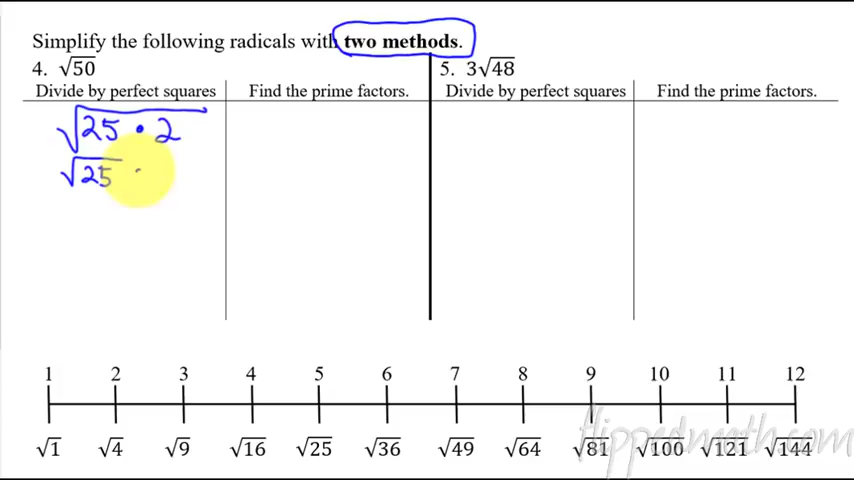 Simplify the following radicals with two methods.
4. √50
5. 3√48
Divide by perfect squares
Find the prime factors.
Divide by perfect squares
Find the prime factors.
√25 • 2
√25 •
1 2 3 4 5 6 7 8 9 10 11 12
√1 √4 √9 √16 √25 √36 √49 √64 √81 √100 √121 √144
flippedmath.com